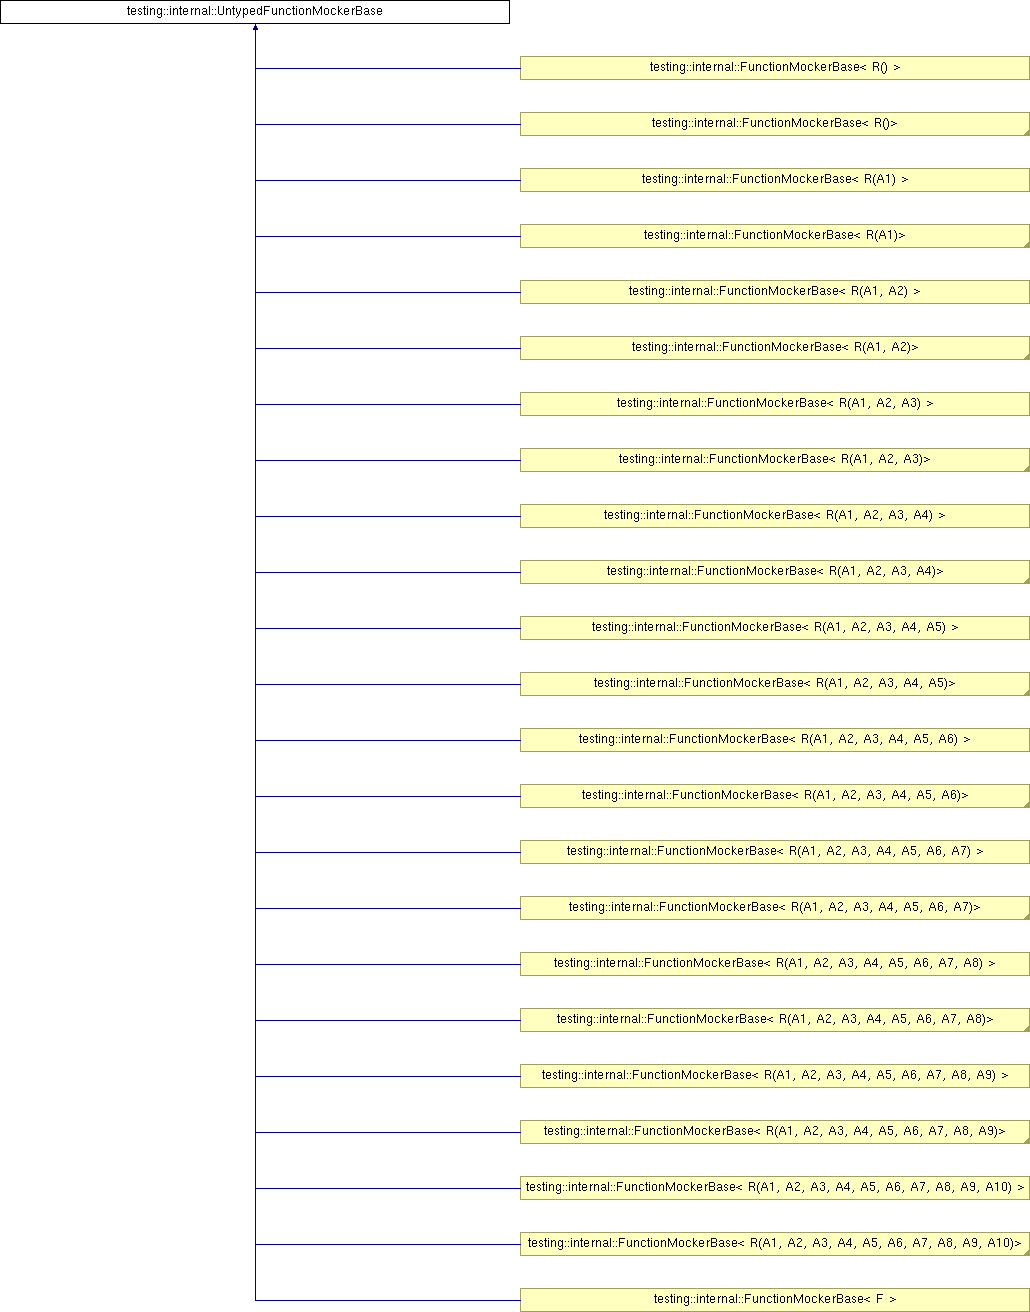 testing::internal::UntypedFunctionMockerBase
testing::internal::FunctionMockerBase< R() >
testing::internal::FunctionMockerBase< R()>
testing::internal::FunctionMockerBase< R(A1) >
testing::internal::FunctionMockerBase< R(A1)>
testing::internal::FunctionMockerBase< R(A1, A2) >
testing::internal::FunctionMockerBase< R(A1, A2)>
testing::internal::FunctionMockerBase< R(A1, A2, A3) >
testing::internal::FunctionMockerBase< R(A1, A2, A3)>
testing::internal::FunctionMockerBase< R(A1, A2, A3, A4) >
testing::internal::FunctionMockerBase< R(A1, A2, A3, A4)>
testing::internal::FunctionMockerBase< R(A1, A2, A3, A4, A5) >
testing::internal::FunctionMockerBase< R(A1, A2, A3, A4, A5)>
testing::internal::FunctionMockerBase< R(A1, A2, A3, A4, A5, A6) >
testing::internal::FunctionMockerBase< R(A1, A2, A3, A4, A5, A6)>
testing::internal::FunctionMockerBase< R(A1, A2, A3, A4, A5, A6, A7) >
testing::internal::FunctionMockerBase< R(A1, A2, A3, A4, A5, A6, A7)>
testing::internal::FunctionMockerBase< R(A1, A2, A3, A4, A5, A6, A7, A8) >
testing::internal::FunctionMockerBase< R(A1, A2, A3, A4, A5, A6, A7, A8)>
testing::internal::FunctionMockerBase< R(A1, A2, A3, A4, A5, A6, A7, A8, A9) >
testing::internal::FunctionMockerBase< R(A1, A2, A3, A4, A5, A6, A7, A8, A9)>
testing::internal::FunctionMockerBase< R(A1, A2, A3, A4, A5, A6, A7, A8, A9, A10) >
testing::internal::FunctionMockerBase< R(A1, A2, A3, A4, A5, A6, A7, A8, A9, A10)>
testing::internal::FunctionMockerBase< F >